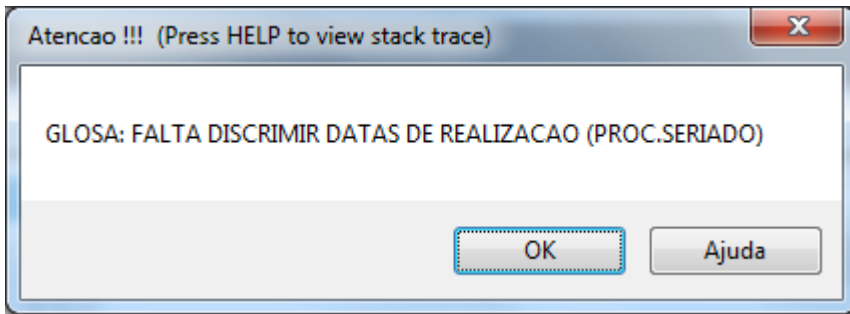 Atencao !!! (Press HELP to view stack trace)
GLOSA: FALTA DISCRIMIR DATAS DE REALIZACAO (PROC.SERIADO)
OK Ajuda